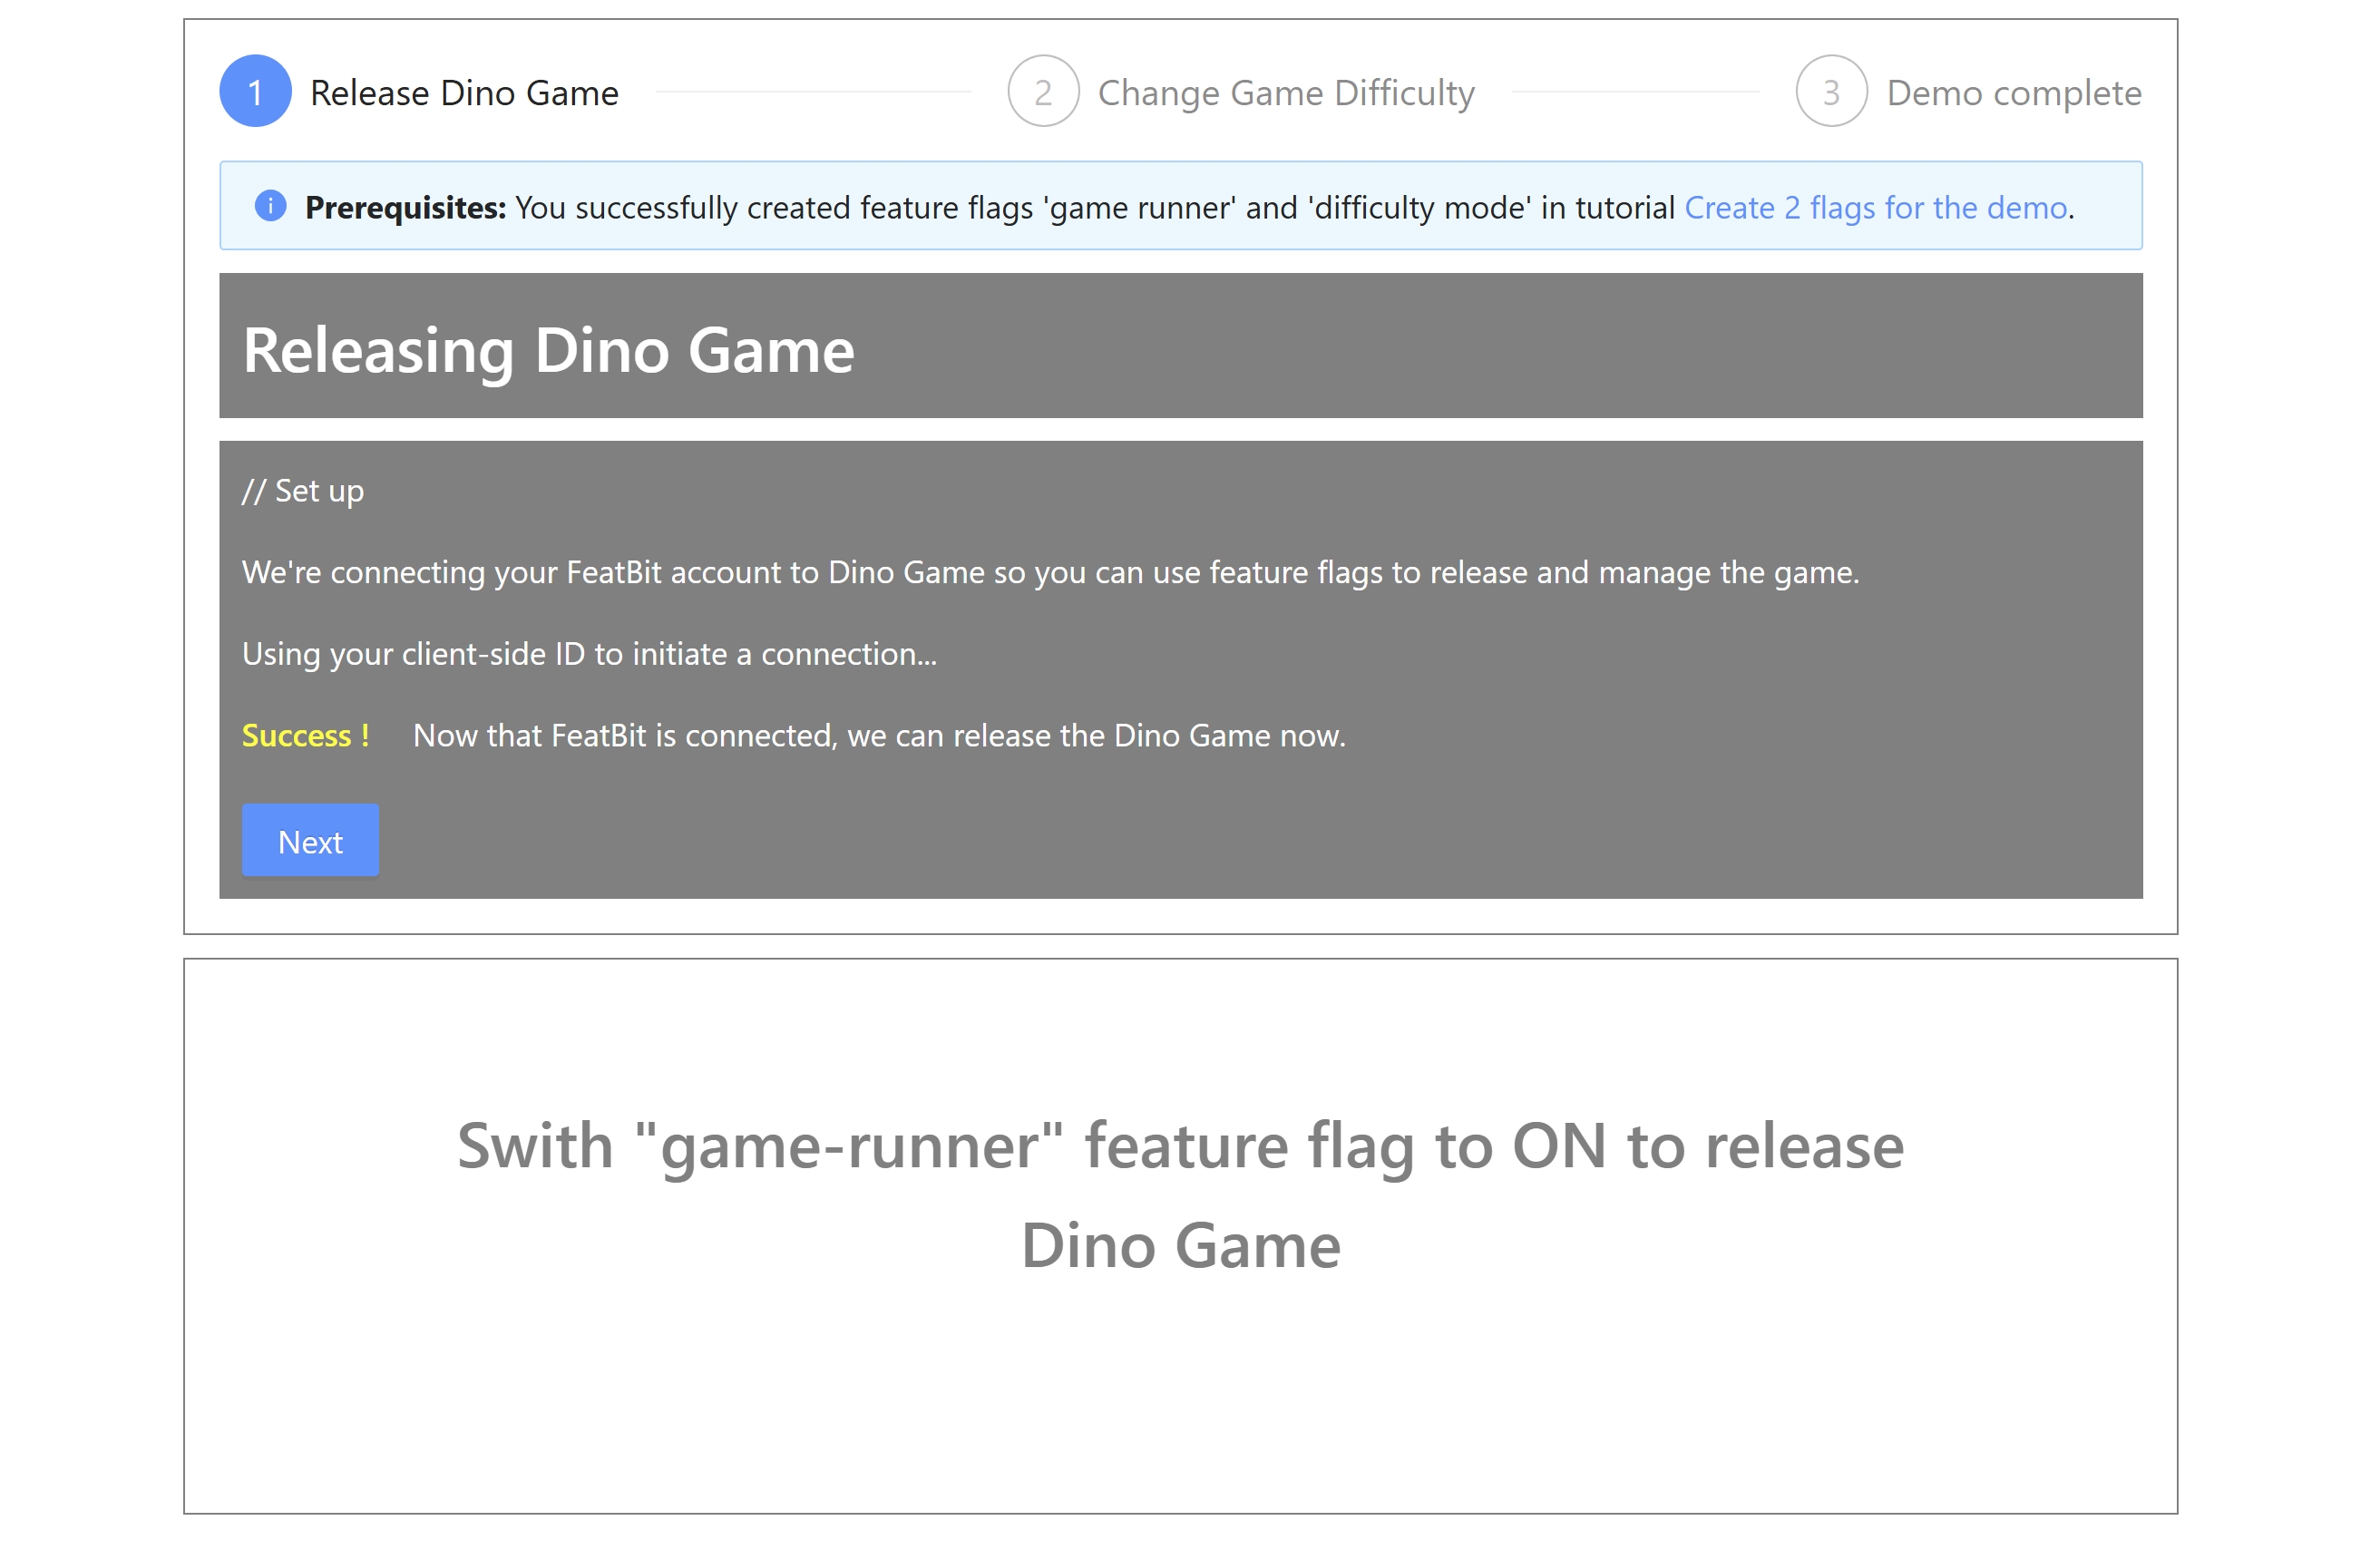 1 Release Dino Game 2 Change Game Difficulty 3 Demo complete
Prerequisites: You successfully created feature flags 'game runner' and 'difficulty mode' in tutorial Create 2 flags for the demo.
Releasing Dino Game
// Set up
We're connecting your FeatBit account to Dino Game so you can use feature flags to release and manage the game.
Using your client-side ID to initiate a connection...
Success ! Now that FeatBit is connected, we can release the Dino Game now.
Next
Swith "game-runner" feature flag to ON to release
Dino Game